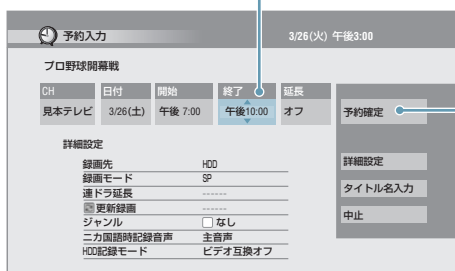 予約入力
3/26(火) 午後3:00
プロ野球開幕戦
CH 日付 開始 終了 延長
見本テレビ 3/26(土) 午後 7:00 午後10:00 オフ
予約確定
詳細設定
録画先 HDD
録画モード SP
連ドラ延長 ------
更新録画 ------
ジャンル なし
二カ国語時記録音声 主音声
HDD記録モード ビデオ互換オフ
詳細設定
タイトル名入力
中止